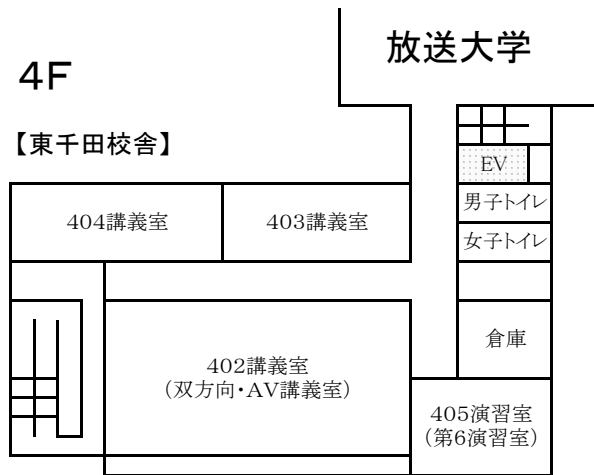 放送大学
4F
【東千田校舎】
EV
404講義室
403講義室
男子トイレ
女子トイレ
倉庫
402講義室
(双方向・AV講義室)
405演習室
(第6演習室)